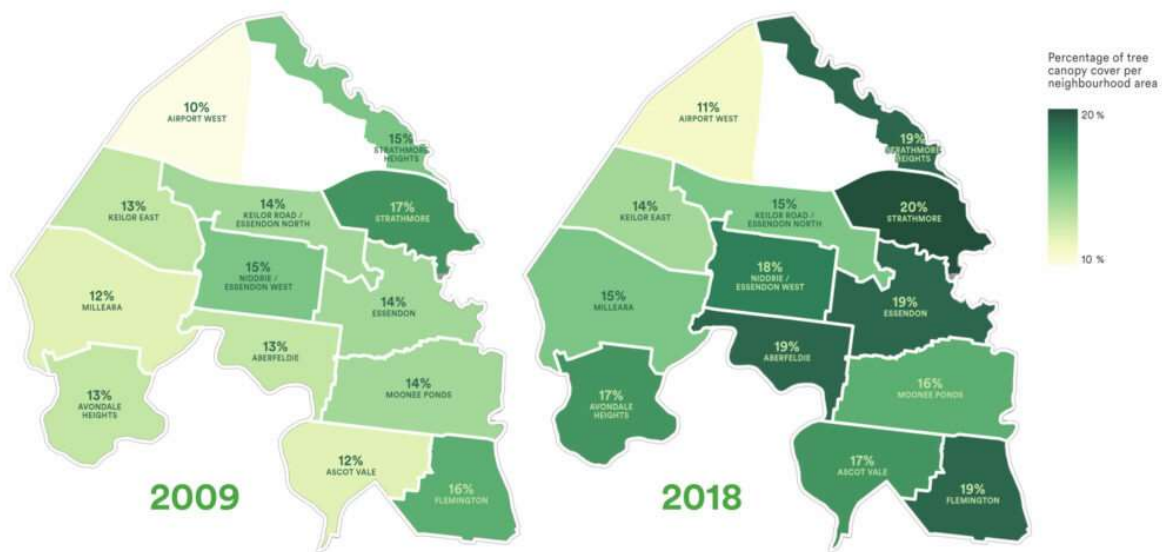 10%
AIRPORT WEST
15%
STRATHMORE
HEIGHTS
13%
KEILOR EAST
14%
KEILOR ROAD /
ESSENDON NORTH
17%
STRATHMORE
15%
NIDDRIE /
ESSENDON WEST
12%
MILLEARA
14%
ESSENDON
13%
ABERFELDIE
13%
AVONDALE
HEIGHTS
14%
MOONEE PONDS
12%
ASCOT VALE
16%
FLEMINGTON
2009
11%
AIRPORT WEST
19%
STRATHMORE
HEIGHTS
14%
KEILOR EAST
15%
KEILOR ROAD /
ESSENDON NORTH
20%
STRATHMORE
18%
NIDDRIE /
ESSENDON WEST
15%
MILLEARA
19%
ESSENDON
19%
ABERFELDIE
17%
AVONDALE
HEIGHTS
16%
MOONEE PONDS
17%
ASCOT VALE
19%
FLEMINGTON
2018
Percentage of tree
canopy cover per
neighbourhood area
20 %
10 %